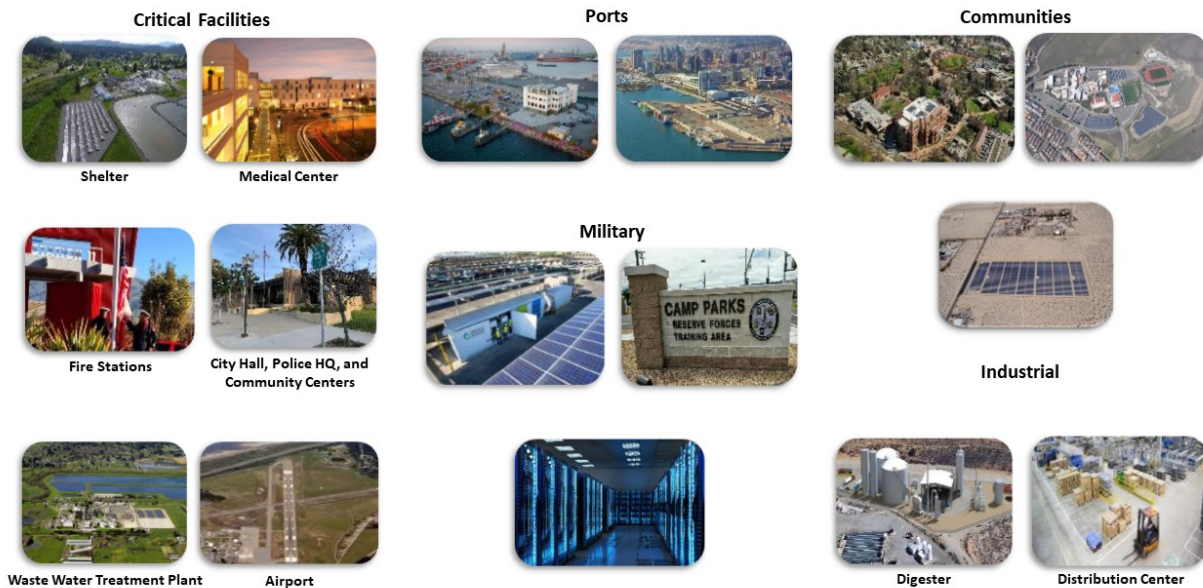 Critical Facilities
Ports
Communities
Shelter
Medical Center
Military
CAMP PARKS
RESERVE FORCES
TRAINING AREA
Fire Stations
City Hall, Police HQ, and
Community Centers
Industrial
Waste Water Treatment Plant
Airport
Digester
Distribution Center